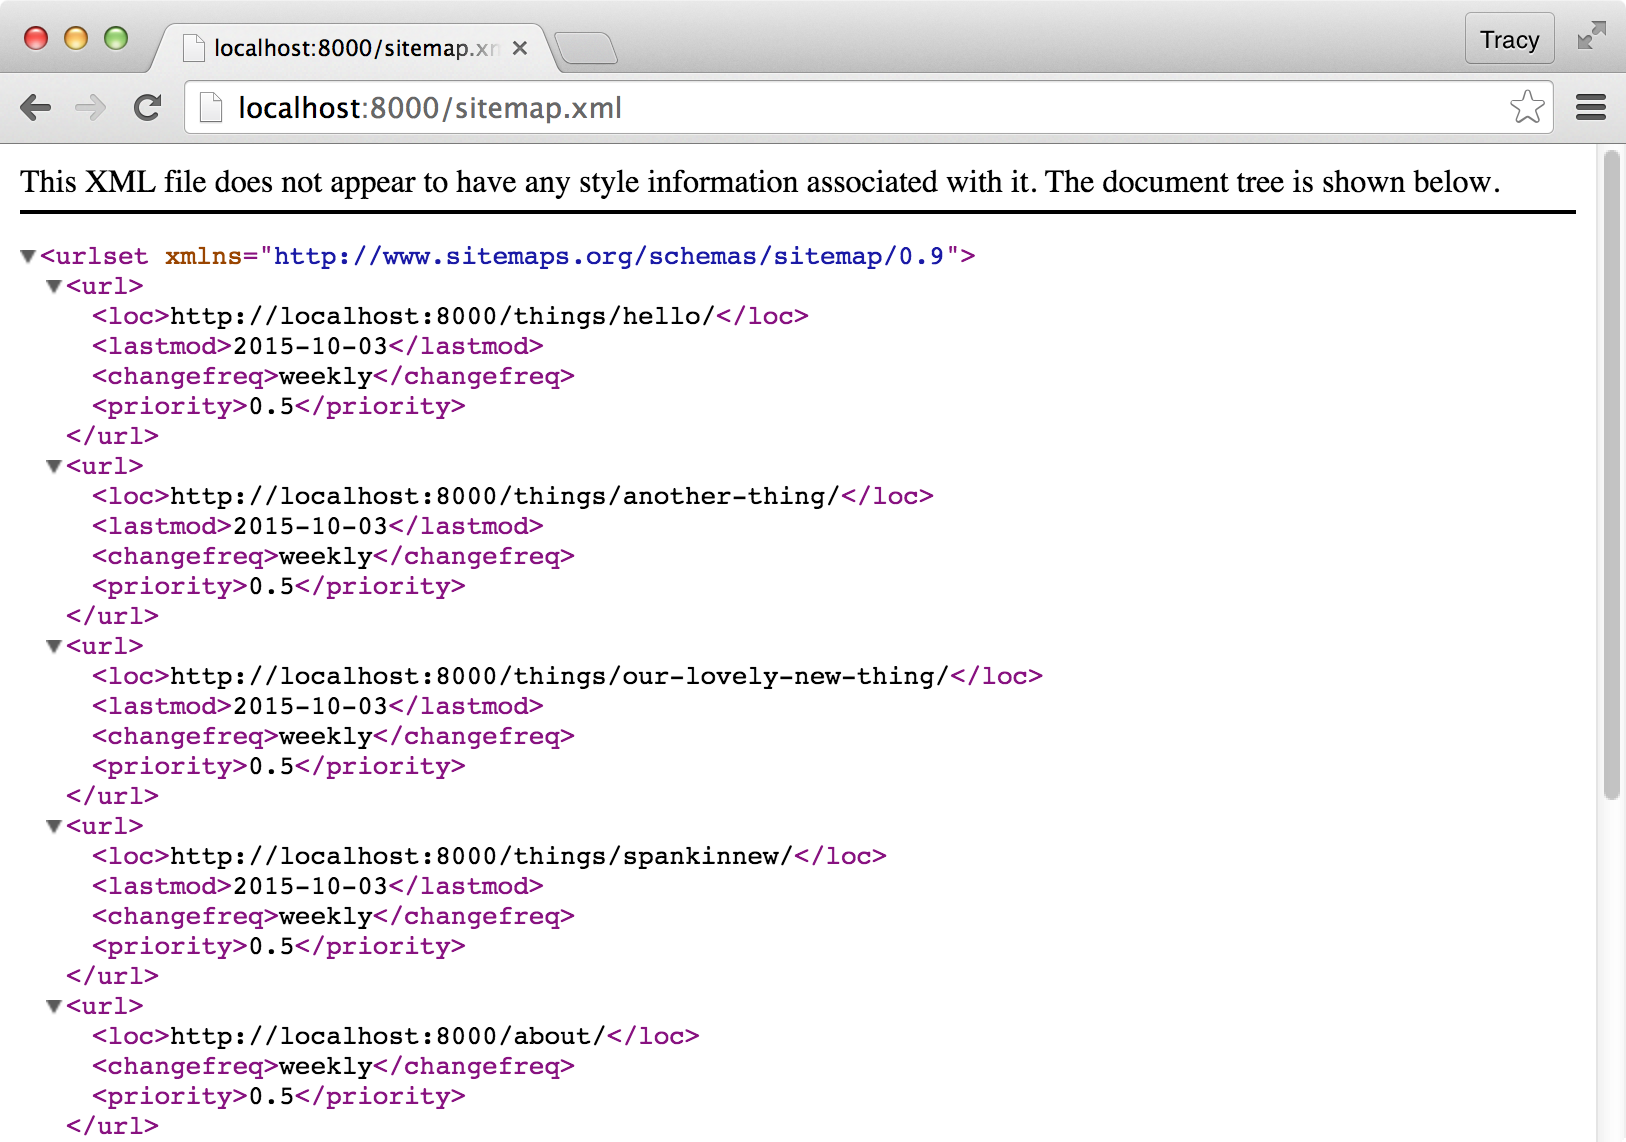 localhost:8000/sitemap.xm
Tracy
localhost:8000/sitemap.xml
This XML file does not appear to have any style information associated with it. The document tree is shown below.
<urlset xmlns="http://www.sitemaps.org/schemas/sitemap/0.9">
<url>
<loc>http://localhost:8000/things/hello/</loc>
<lastmod>2015-10-03</lastmod>
<changefreq>weekly</changefreq>
<priority>0.5</priority>
</url>
<url>
<loc>http://localhost:8000/things/another-thing/</loc>
<lastmod>2015-10-03</lastmod>
<changefreq>weekly</changefreq>
<priority>0.5</priority>
</url>
<url>
<loc>http://localhost:8000/things/our-lovely-new-thing/</loc>
<lastmod>2015-10-03</lastmod>
<changefreq>weekly</changefreq>
<priority>0.5</priority>
</url>
<url>
<loc>http://localhost:8000/things/spankinnew/</loc>
<lastmod>2015-10-03</lastmod>
<changefreq>weekly</changefreq>
<priority>0.5</priority>
</url>
<url>
<loc>http://localhost:8000/about/</loc>
<changefreq>weekly</changefreq>
<priority>0.5</priority>
</url>